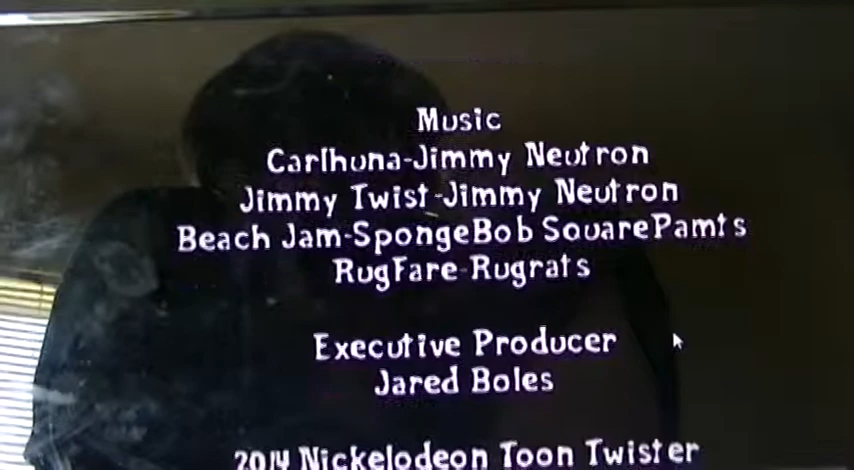 Music
Carlhuna-Jimmy Neutron
Jimmy Twist-Jimmy Neutron
Beach Jam-SpongeBob SouarePamts
RugFare-Rugrats
Executive Producer
Jared Boles
2014 Nickelodeon Toon Twister